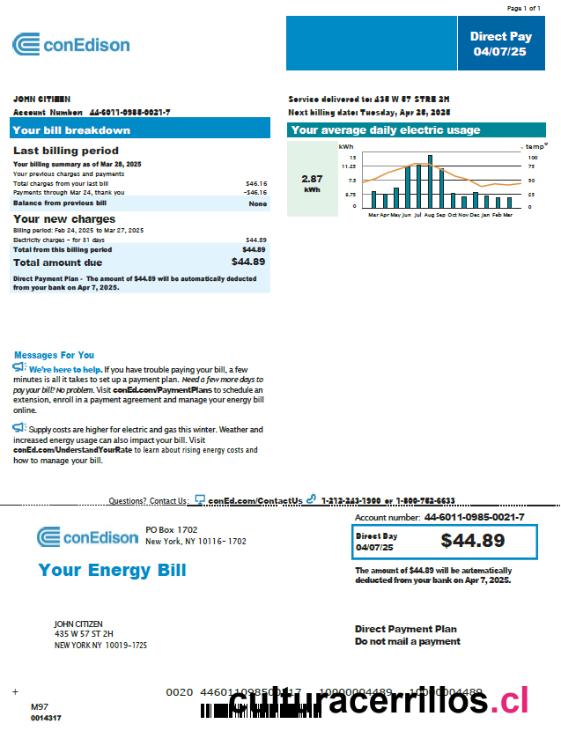 Page 1 of 1
conEdison
Direct Pay
04/07/25
JOHN CITIZEN
Account Number: 44-6011-0985-0021-7
Service delivered to: 435 W 57 STRE 2H
Next billing date: Tuesday, Apr 26, 2025
Your bill breakdown
Your average daily electric usage
Last billing period
Your billing summary as of Mar 28, 2025
Your previous charges and payments
Total charges from your last bill $46.16
Payments through Mar 24, thank you -$46.16
Balance from previous bill None
Your new charges
Billing period: Feb 24, 2025 to Mar 27, 2025
Electricity charges - for 31 days $44.89
Total from this billing period $44.89
Total amount due $44.89
Direct Payment Plan - The amount of $44.89 will be automatically deducted
from your bank on Apr 7, 2025.
kWh
temp°
2.87
kWh
15
11.25
7.5
3.75
0
100
75
50
25
0
Mar Apr May Jun Jul Aug Sep Oct Nov Dec Jan Feb Mar
Messages For You
We're here to help. If you have trouble paying your bill, a few
minutes is all it takes to set up a payment plan. Need a few more days to
pay your bill? No problem. Visit conEd.com/PaymentPlans to schedule an
extension, enroll in a payment agreement and manage your energy bill
online.
Supply costs are higher for electric and gas this winter. Weather and
increased energy usage can also impact your bill. Visit
conEd.com/UnderstandYourRate to learn about rising energy costs and
how to manage your bill.
Questions? Contact Us: conEd.com/ContactUs 1-212-243-1900 or 1-800-752-6633
Account number: 44-6011-0985-0021-7
conEdison
PO Box 1702
New York, NY 10116-1702
Direct Day
04/07/25
$44.89
Your Energy Bill
The amount of $44.89 will be automatically
deducted from your bank on Apr 7, 2025.
JOHN CITIZEN
435 W 57 ST 2H
NEW YORK NY 10019-1725
Direct Payment Plan
Do not mail a payment
+
M97
0014317
culturacerrillos.cl